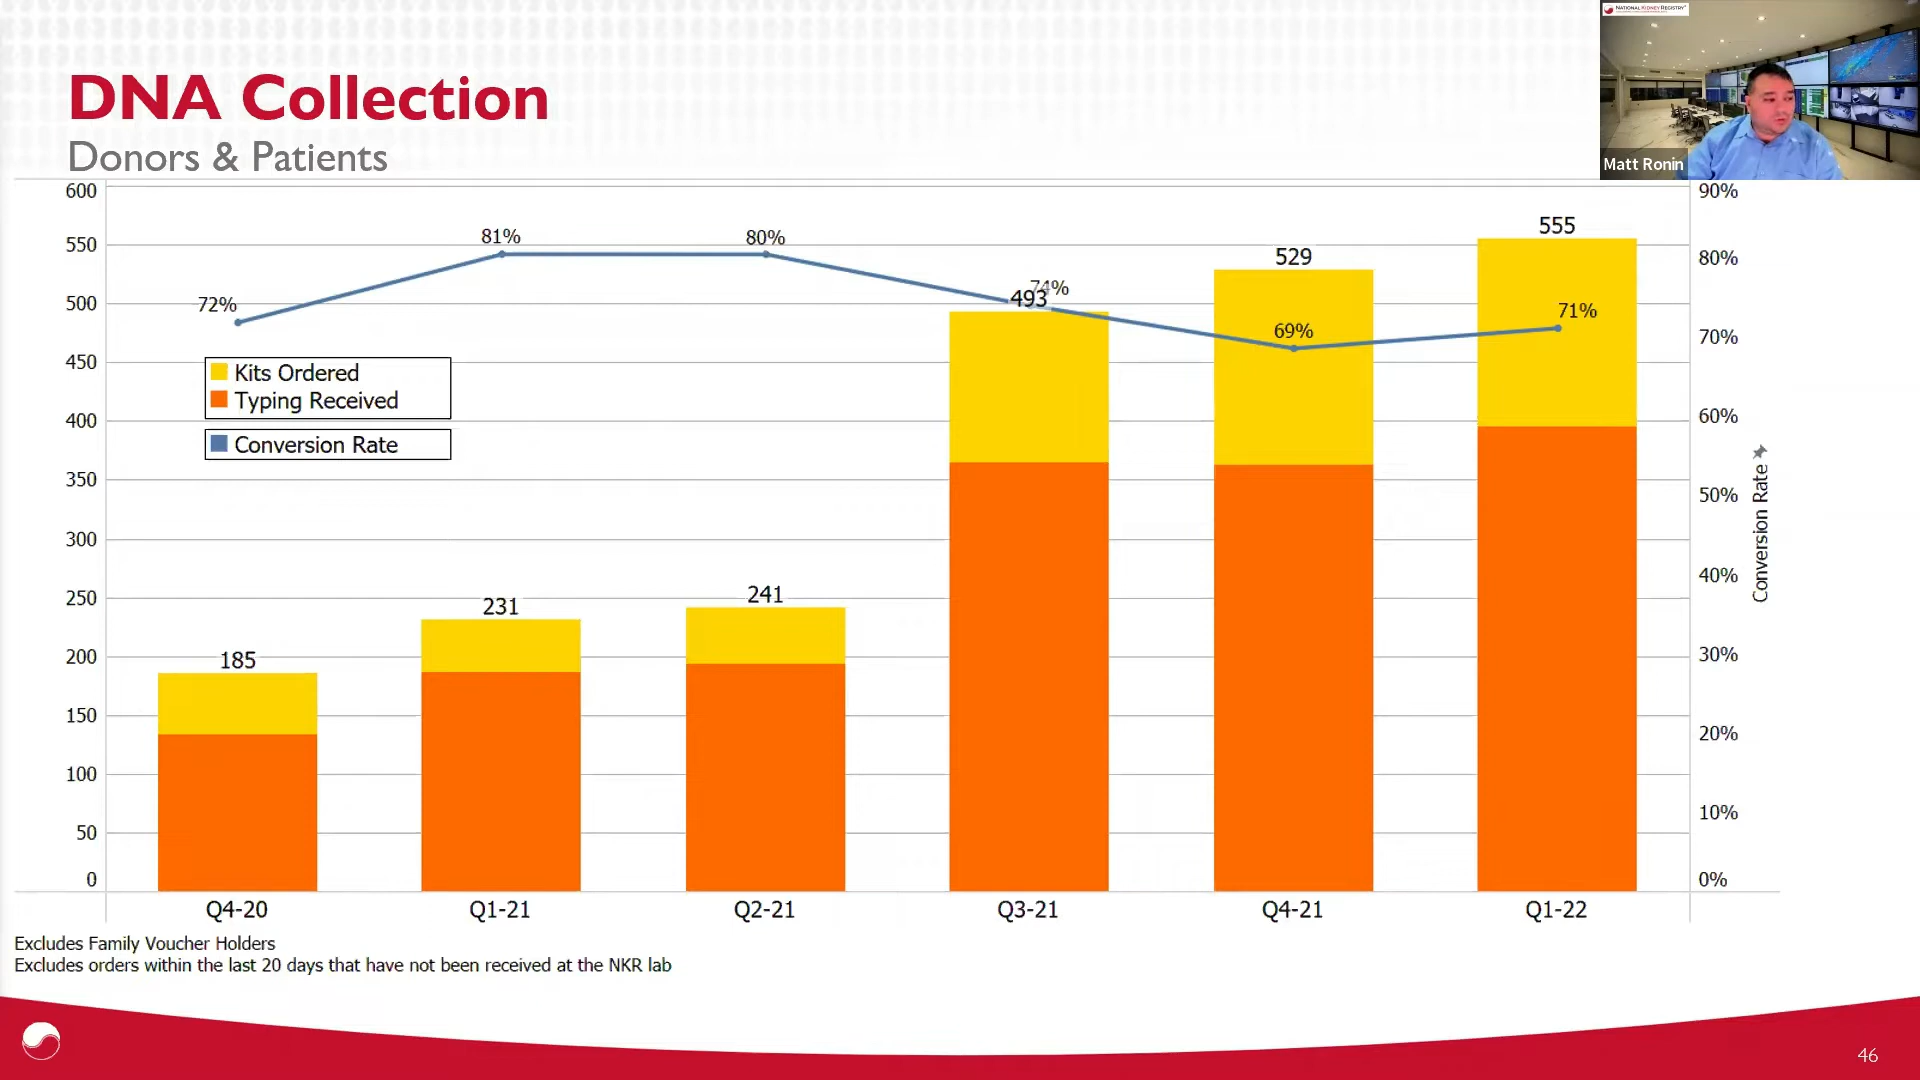 DNA Collection
Donors & Patients
NATIONAL KIDNEY REGISTRY
Matt Ronin
600
550
500
450
400
350
300
250
200
150
100
50
0
90%
80%
70%
60%
50%
40%
30%
20%
10%
0%
Conversion Rate
72%
81%
80%
74%
69%
71%
185
231
241
493
529
555
Kits Ordered
Typing Received
Conversion Rate
Q4-20
Q1-21
Q2-21
Q3-21
Q4-21
Q1-22
Excludes Family Voucher Holders
Excludes orders within the last 20 days that have not been received at the NKR lab
46